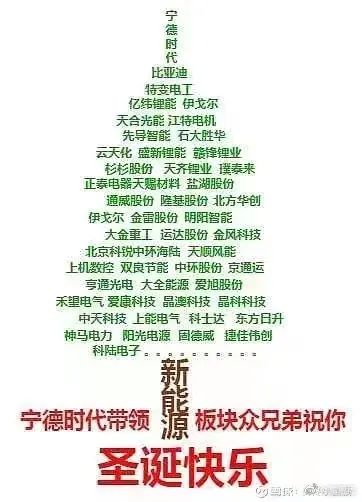 宁
德
时
代
比亚迪
特变电工
亿纬锂能 伊戈尔
天合光能 江特电机
先导智能 石大胜华
云天化 盛新锂能 赣锋锂业
杉杉股份 天齐锂业 璞泰来
正泰电器 天赐材料 盐湖股份
通威股份 隆基股份 北方华创
伊戈尔 金雷股份 明阳智能
大金重工 运达股份 金风科技
北京科锐 中环海陆 天顺风能
上机数控 双良节能 中环股份 京通运
亨通光电 大全能源 爱旭股份
禾望电气 爱康科技 晶澳科技 晶科科技
中天科技 上能电气 科士达 东方日升
神马电力 阳光电源 固德威 捷佳伟创
科陆电子 . . . . . . . . . .
新能源
宁德时代带领 板块众兄弟祝你
圣诞快乐